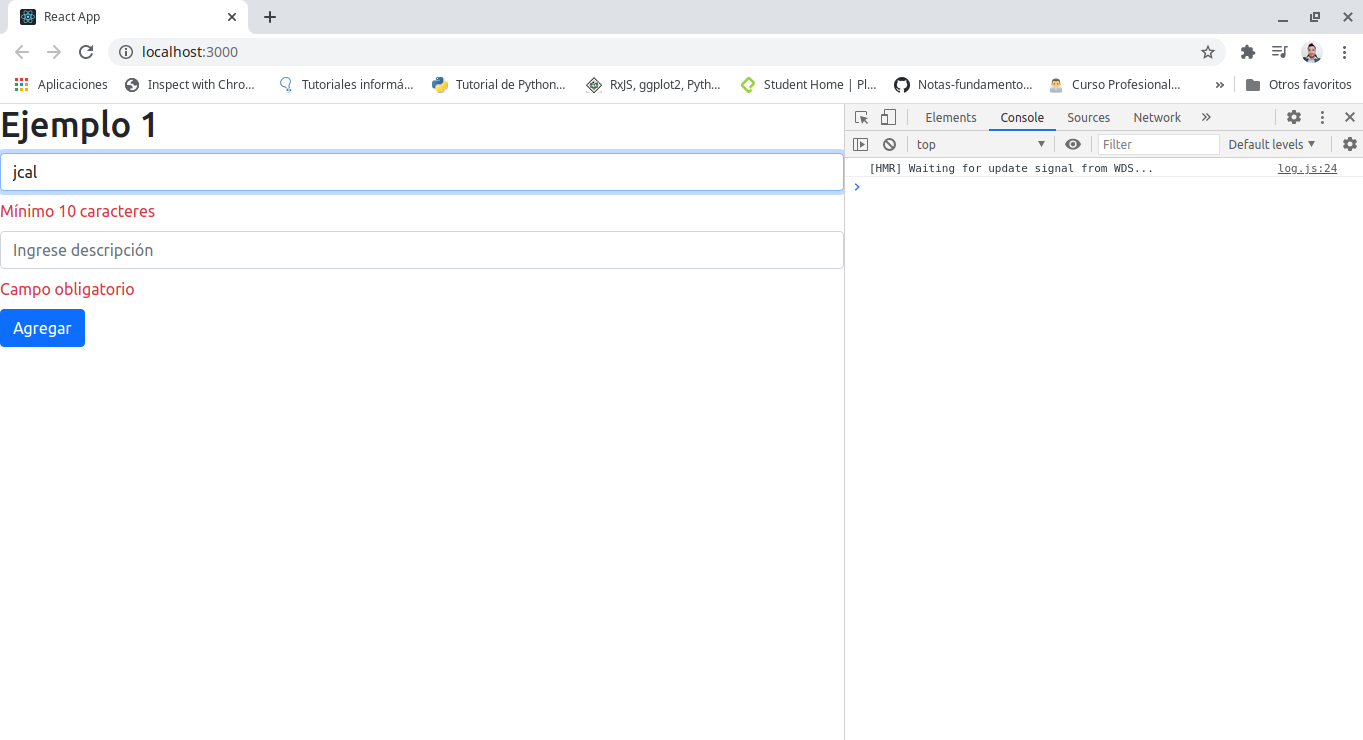 React App
localhost:3000
Aplicaciones Inspect with Chro... Tutoriales informá... Tutorial de Python... RxJS, ggplot2, Pyth... Student Home | Pl... Notas-fundamento... Curso Profesional... » Otros favoritos
Ejemplo 1
jcal
Mínimo 10 caracteres
Ingrese descripción
Campo obligatorio
Agregar
Elements Console Sources Network »
top Filter Default levels
[HMR] Waiting for update signal from WDS... log.js:24